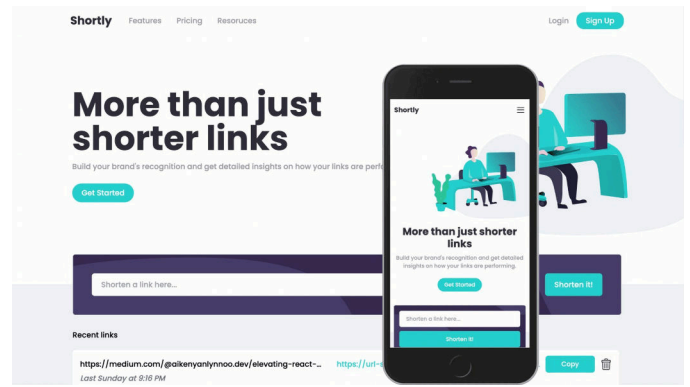 Shortly Features Pricing Resoruces Login Sign Up
More than just
shorter links
Build your brand's recognition and get detailed insights on how your links are perf
Get Started
Shorten a link here...
Shorten It!
Recent links
https://medium.com/@aikenyanlynnoo.dev/elevating-react-...
https://url-
Copy
Last Sunday at 9:16 PM
Shortly
More than just shorter
links
Build your brand's recognition and get detailed
insights on how your links are performing.
Get Started
Shorten a link here...
Shorten It!